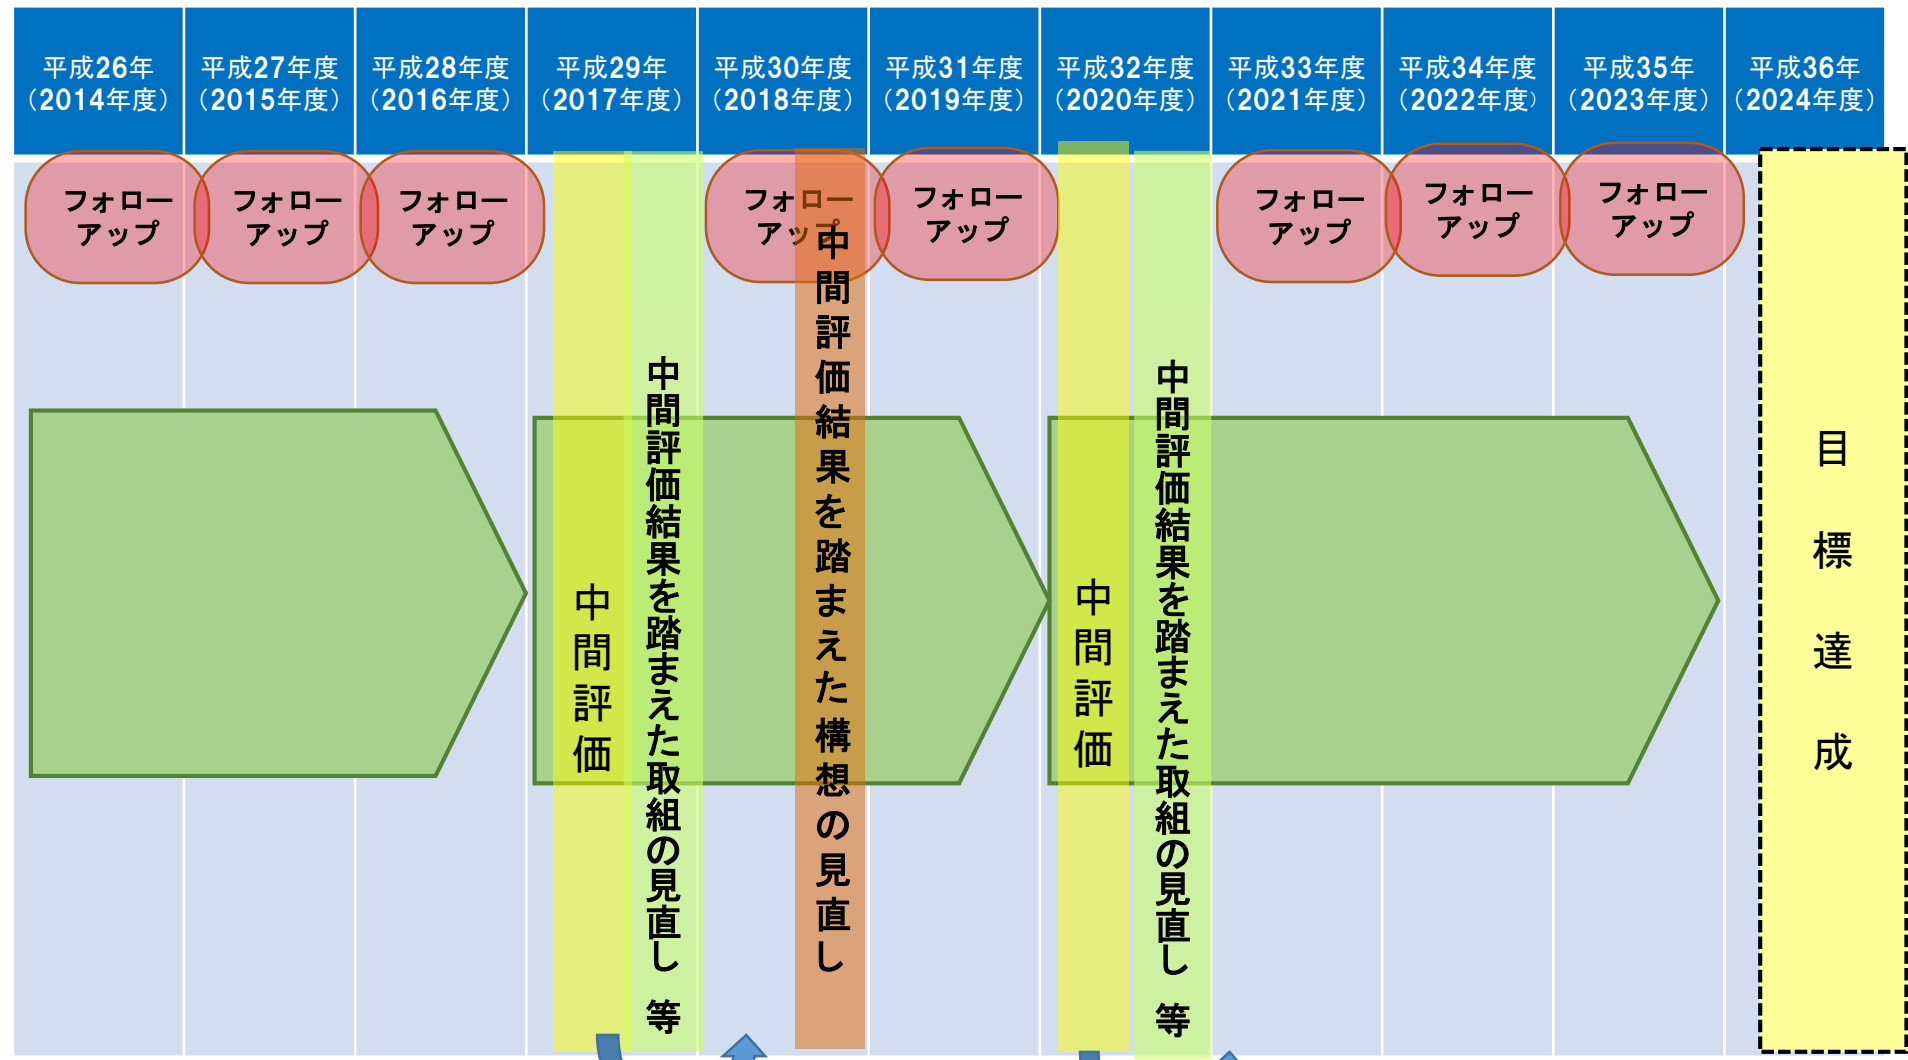 平成26年
（2014年度）
平成27年度
（2015年度）
平成28年度
（2016年度）
平成29年
（2017年度）
平成30年度
（2018年度）
平成31年度
（2019年度）
平成32年度
（2020年度）
平成33年度
（2021年度）
平成34年度
（2022年度）
平成35年
（2023年度）
平成36年
（2024年度）
フォロー
アップ
フォロー
アップ
フォロー
アップ
フォロー
アップ
フォロー
アップ
フォロー
アップ
フォロー
アップ
フォロー
アップ
中間評価
中間評価結果を踏まえた取組の見直し 等
中間評価結果を踏まえた構想の見直し
中間評価
中間評価結果を踏まえた取組の見直し 等
目標達成